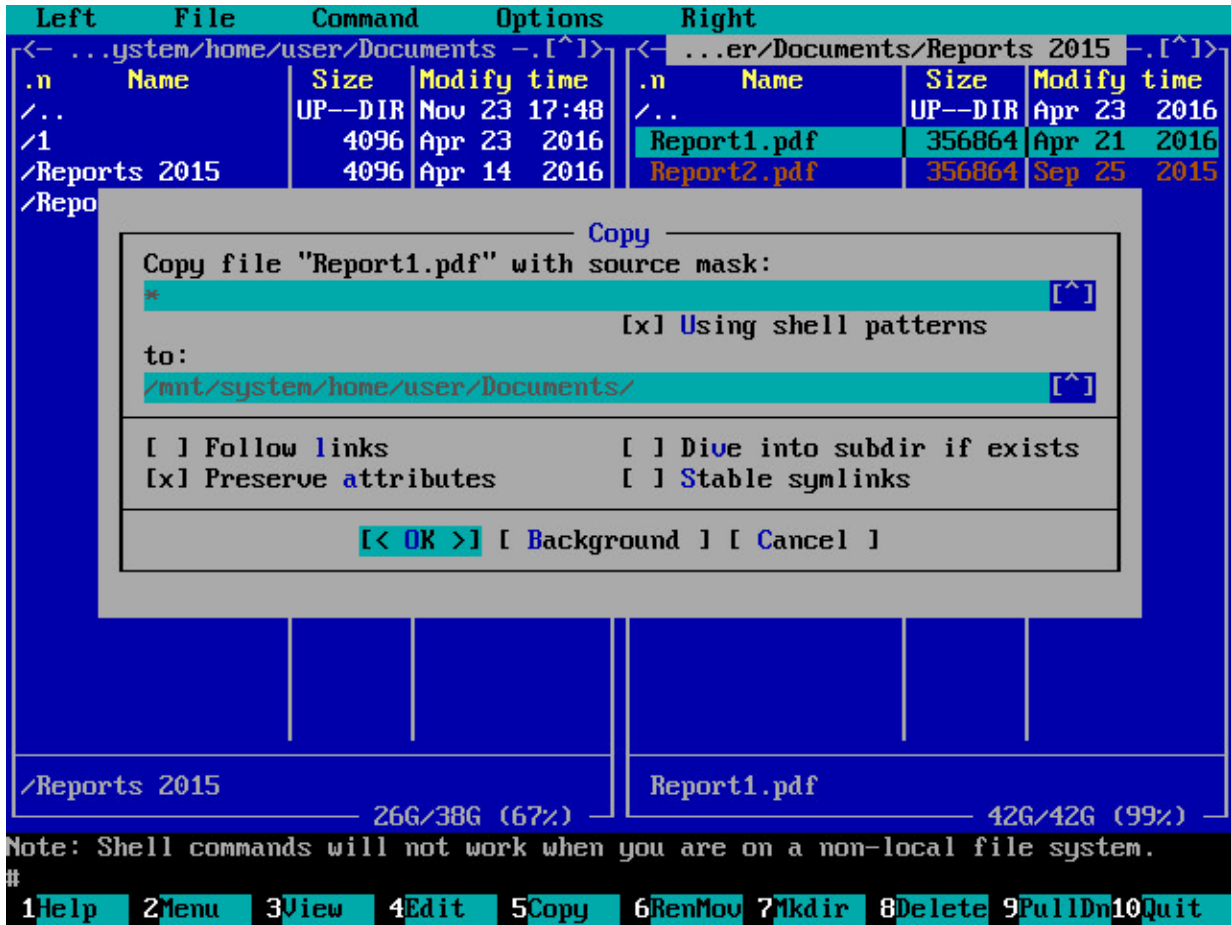 Left File Command Options Right
<— ...ystem/home/user/Documents —.[^]> <— ...er/Documents/Reports 2015 —.[^]>
.n Name Size Modify time .n Name Size Modify time
/.. UP--DIR Nov 23 17:48 /.. UP--DIR Apr 23 2016
/1 4096 Apr 23 2016 Report1.pdf 356864 Apr 21 2016
/Reports 2015 4096 Apr 14 2016 Report2.pdf 356864 Sep 25 2015
/Repo
Copy
Copy file "Report1.pdf" with source mask:
* [^]
[x] Using shell patterns
to:
/mnt/system/home/user/Documents/ [^]
[ ] Follow links [ ] Dive into subdir if exists
[x] Preserve attributes [ ] Stable symlinks
[< OK >] [ Background ] [ Cancel ]
/Reports 2015 Report1.pdf
26G/38G (67%) 42G/42G (99%)
Note: Shell commands will not work when you are on a non-local file system.
#
1Help 2Menu 3View 4Edit 5Copy 6RenMov 7Mkdir 8Delete 9PullDn 10Quit